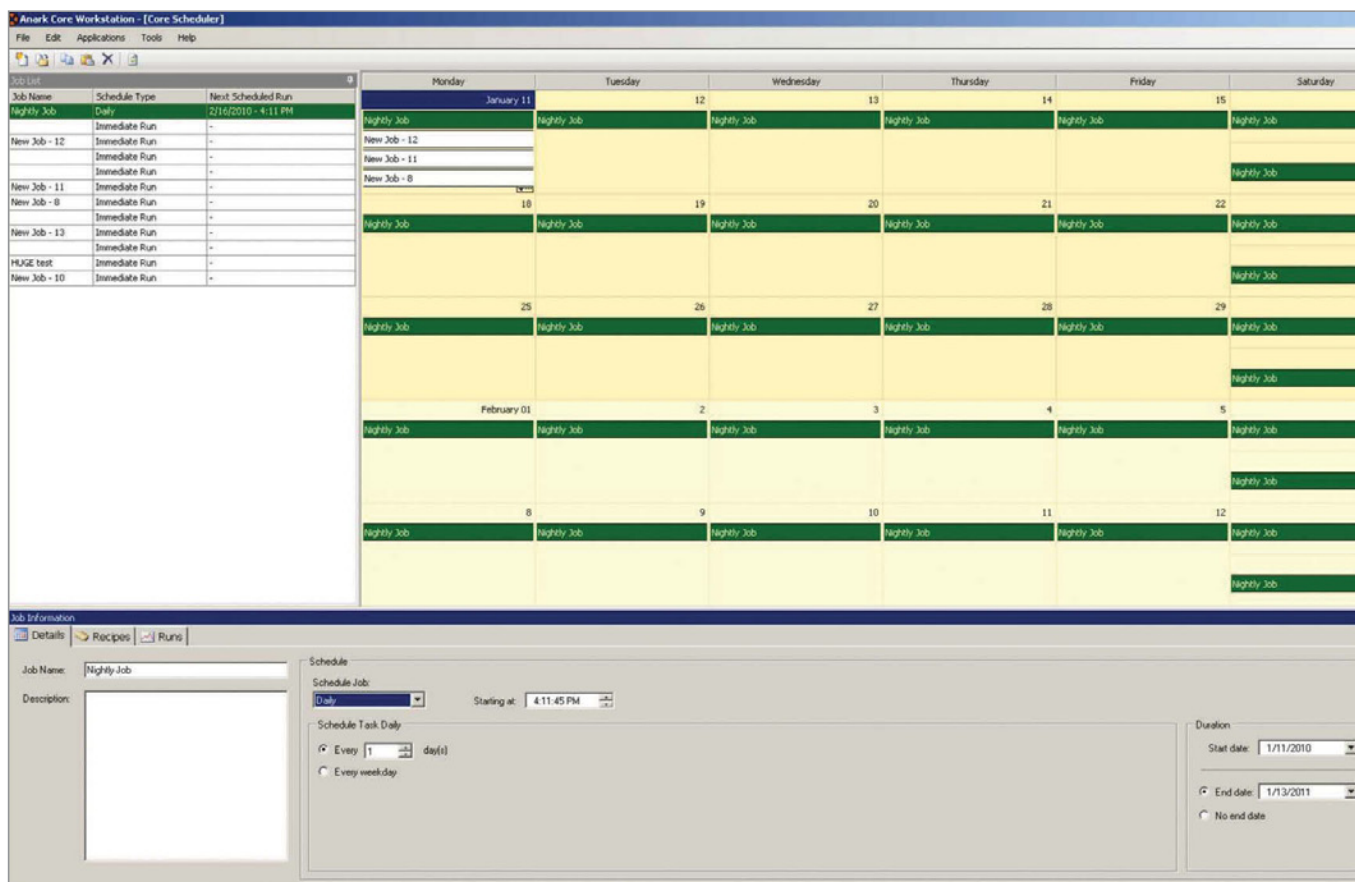 Anark Core Workstation - [Core Scheduler]
File Edit Applications Tools Help
Job List
Job Name Schedule Type Next Scheduled Run
Nightly Job Daily 2/16/2010 - 4:11 PM
Immediate Run -
New Job - 12 Immediate Run -
Immediate Run -
Immediate Run -
New Job - 11 Immediate Run -
New Job - 8 Immediate Run -
Immediate Run -
New Job - 13 Immediate Run -
Immediate Run -
HUGE test Immediate Run -
New Job - 10 Immediate Run -
Monday Tuesday Wednesday Thursday Friday Saturday
January 11 12 13 14 15
Nightly Job Nightly Job Nightly Job Nightly Job Nightly Job Nightly Job
New Job - 12
New Job - 11
Nightly Job
New Job - 8
18 19 20 21 22
Nightly Job Nightly Job Nightly Job Nightly Job Nightly Job Nightly Job
Nightly Job
25 26 27 28 29
Nightly Job Nightly Job Nightly Job Nightly Job Nightly Job Nightly Job
Nightly Job
February 01 2 3 4 5
Nightly Job Nightly Job Nightly Job Nightly Job Nightly Job Nightly Job
Nightly Job
8 9 10 11 12
Nightly Job Nightly Job Nightly Job Nightly Job Nightly Job Nightly Job
Nightly Job
Job Information
Details Recipes Runs
Job Name: Nightly Job
Description:
Schedule
Schedule Job:
Daily Starting at: 4:11:45 PM
Schedule Task Daily
Every 1 day(s)
Every weekday
Duration
Start date: 1/11/2010
End date: 1/13/2011
No end date